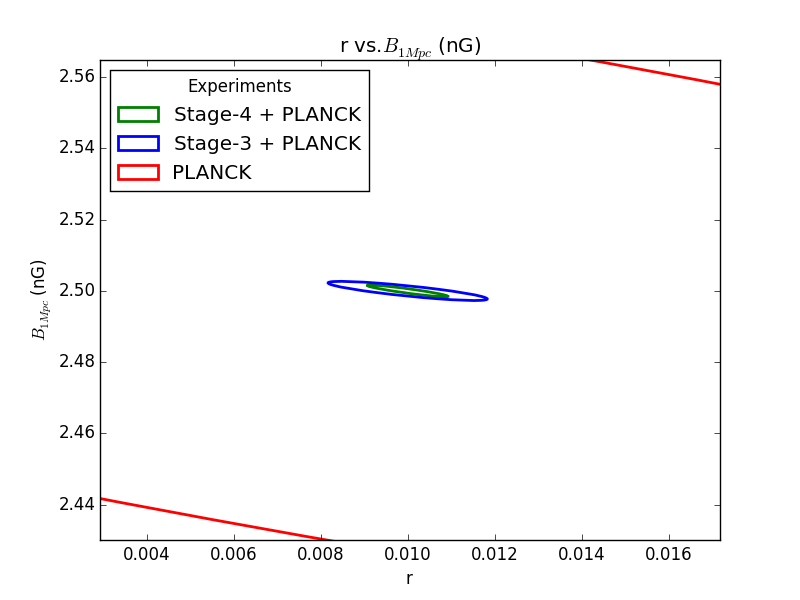 r vs.B_{1Mpc} (nG)
Experiments
Stage-4 + PLANCK
Stage-3 + PLANCK
PLANCK
2.56
2.54
2.52
2.50
2.48
2.46
2.44
B_{1Mpc} (nG)
0.004 0.006 0.008 0.010 0.012 0.014 0.016
r